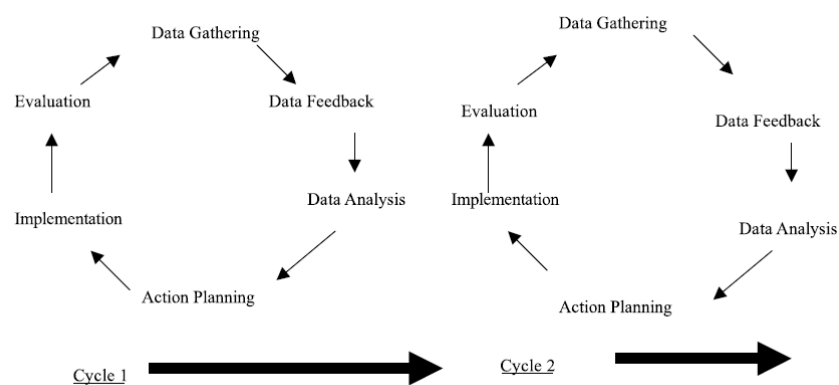 Data Gathering
Data Feedback
Data Analysis
Action Planning
Implementation
Evaluation
Cycle 1
Data Gathering
Data Feedback
Data Analysis
Action Planning
Implementation
Evaluation
Cycle 2